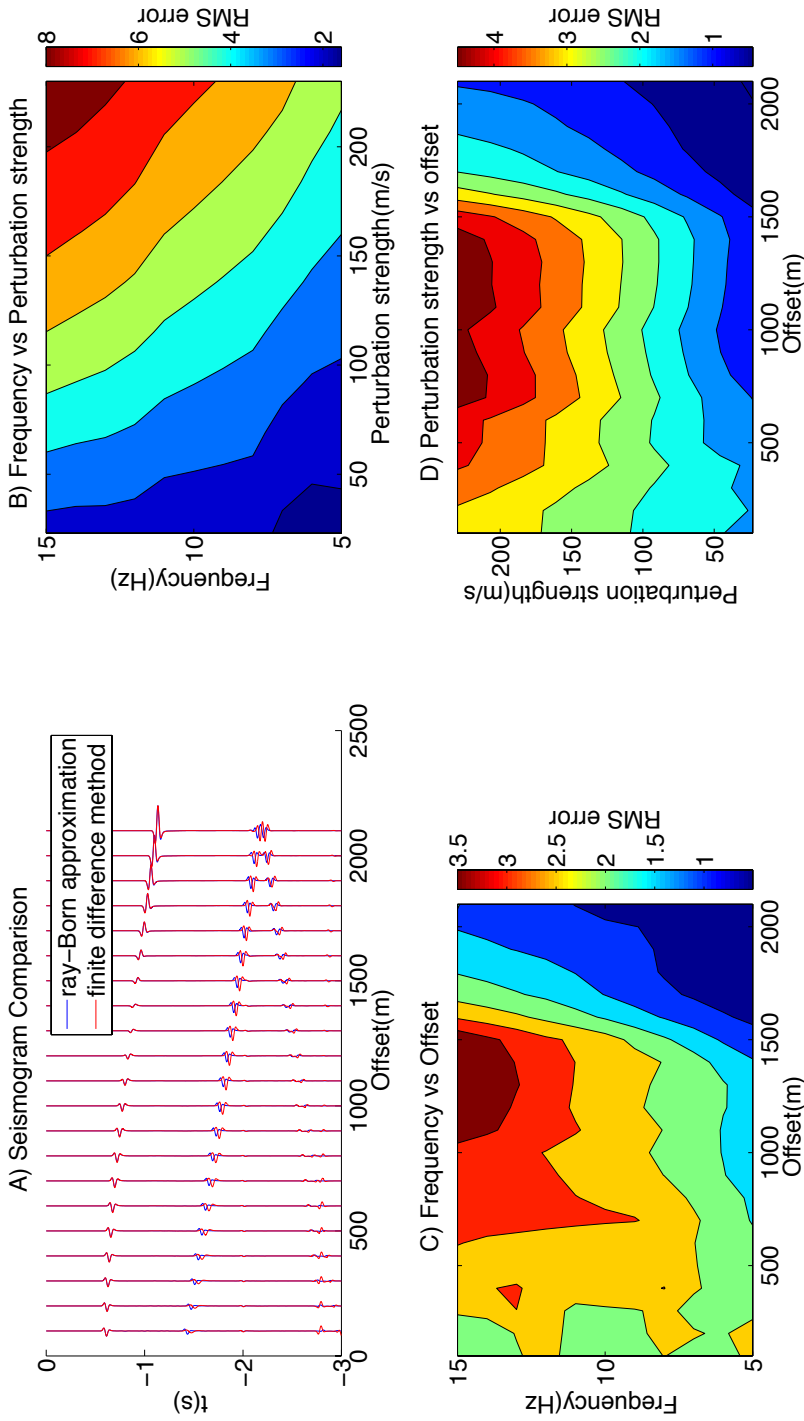 A) Seismogram Comparison
ray−Born approximation
finite difference method
0
−1
−2
−3
t(s)
0
500
1000
1500
2000
2500
Offset(m)
B) Frequency vs Perturbation strength
15
10
5
Frequency(Hz)
50
100
150
200
Perturbation strength(m/s)
8
6
4
2
RMS error
C) Frequency vs Offset
15
10
5
Frequency(Hz)
500
1000
1500
2000
Offset(m)
3.5
3
2.5
2
1.5
1
RMS error
D) Perturbation strength vs offset
200
150
100
50
Perturbation strength(m/s
500
1000
1500
2000
Offset(m)
4
3
2
1
RMS error